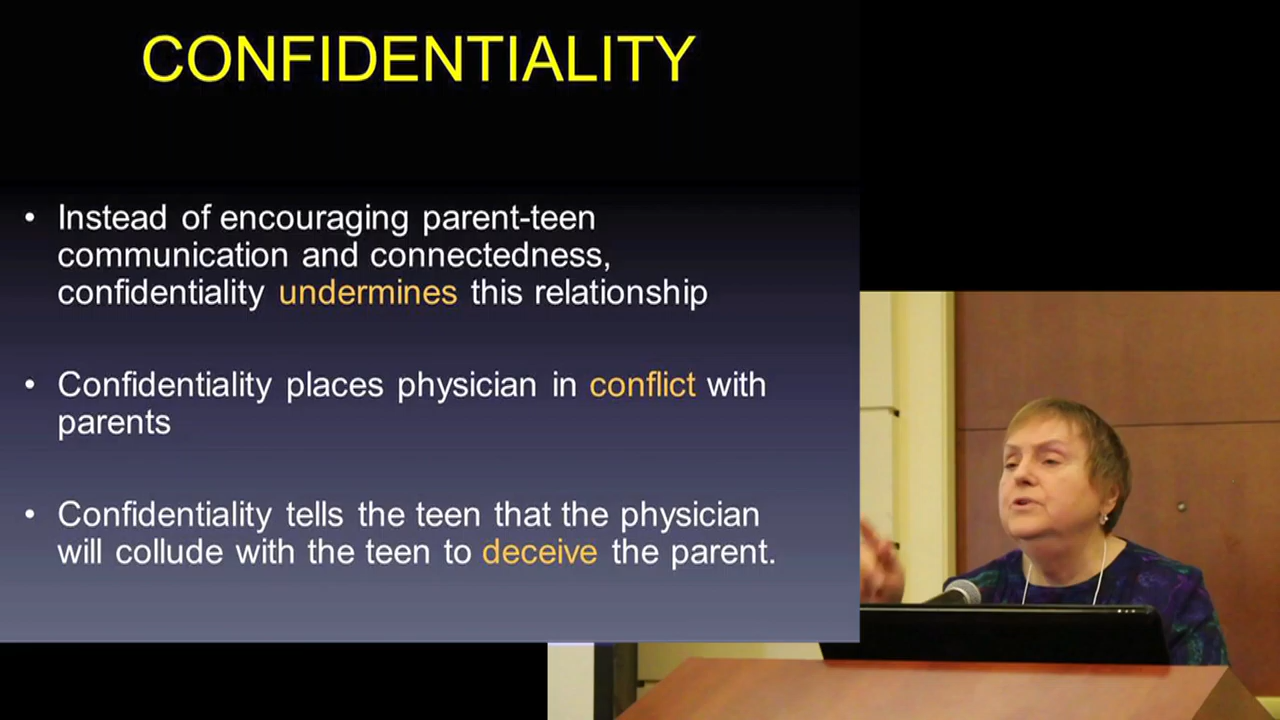 CONFIDENTIALITY
• Instead of encouraging parent-teen
communication and connectedness,
confidentiality undermines this relationship
• Confidentiality places physician in conflict with
parents
• Confidentiality tells the teen that the physician
will collude with the teen to deceive the parent.